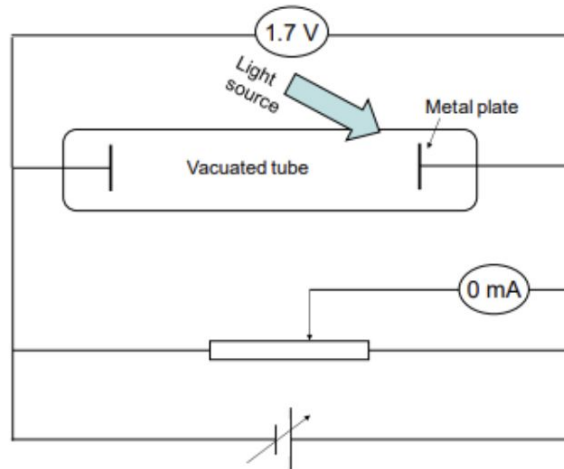 1.7 V
Light
source
Metal plate
Vacuated tube
0 mA